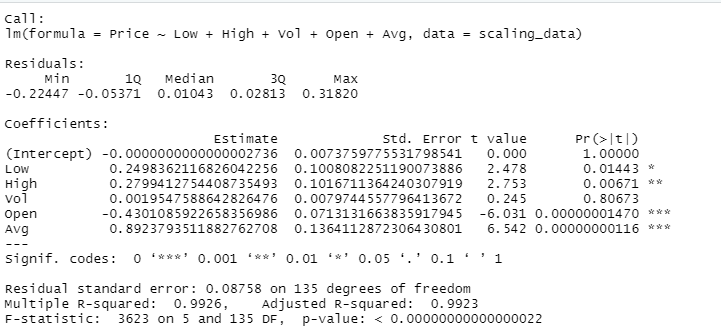 Call:
lm(formula = Price ~ Low + High + Vol + Open + Avg, data = scaling_data)
Residuals:
Min 1Q Median 3Q Max
-0.22447 -0.05371 0.01043 0.02813 0.31820
Coefficients:
Estimate Std. Error t value Pr(>|t|)
(Intercept) -0.0000000000000002736 0.0073759775531798541 0.000 1.00000
Low 0.2498362116826042256 0.1008082251190073886 2.478 0.01443 *
High 0.2799412754408735493 0.1016711364240307919 2.753 0.00671 **
Vol 0.0019547588642826476 0.0079744557796413672 0.245 0.80673
Open -0.4301085922658356986 0.0713131663835917945 -6.031 0.00000001470 ***
Avg 0.8923793511882762708 0.1364112872306430801 6.542 0.00000000116 ***
---
Signif. codes: 0 ‘***’ 0.001 ‘**’ 0.01 ‘*’ 0.05 ‘.’ 0.1 ‘ ’ 1
Residual standard error: 0.08758 on 135 degrees of freedom
Multiple R-squared: 0.9926, Adjusted R-squared: 0.9923
F-statistic: 3623 on 5 and 135 DF, p-value: < 0.00000000000000022